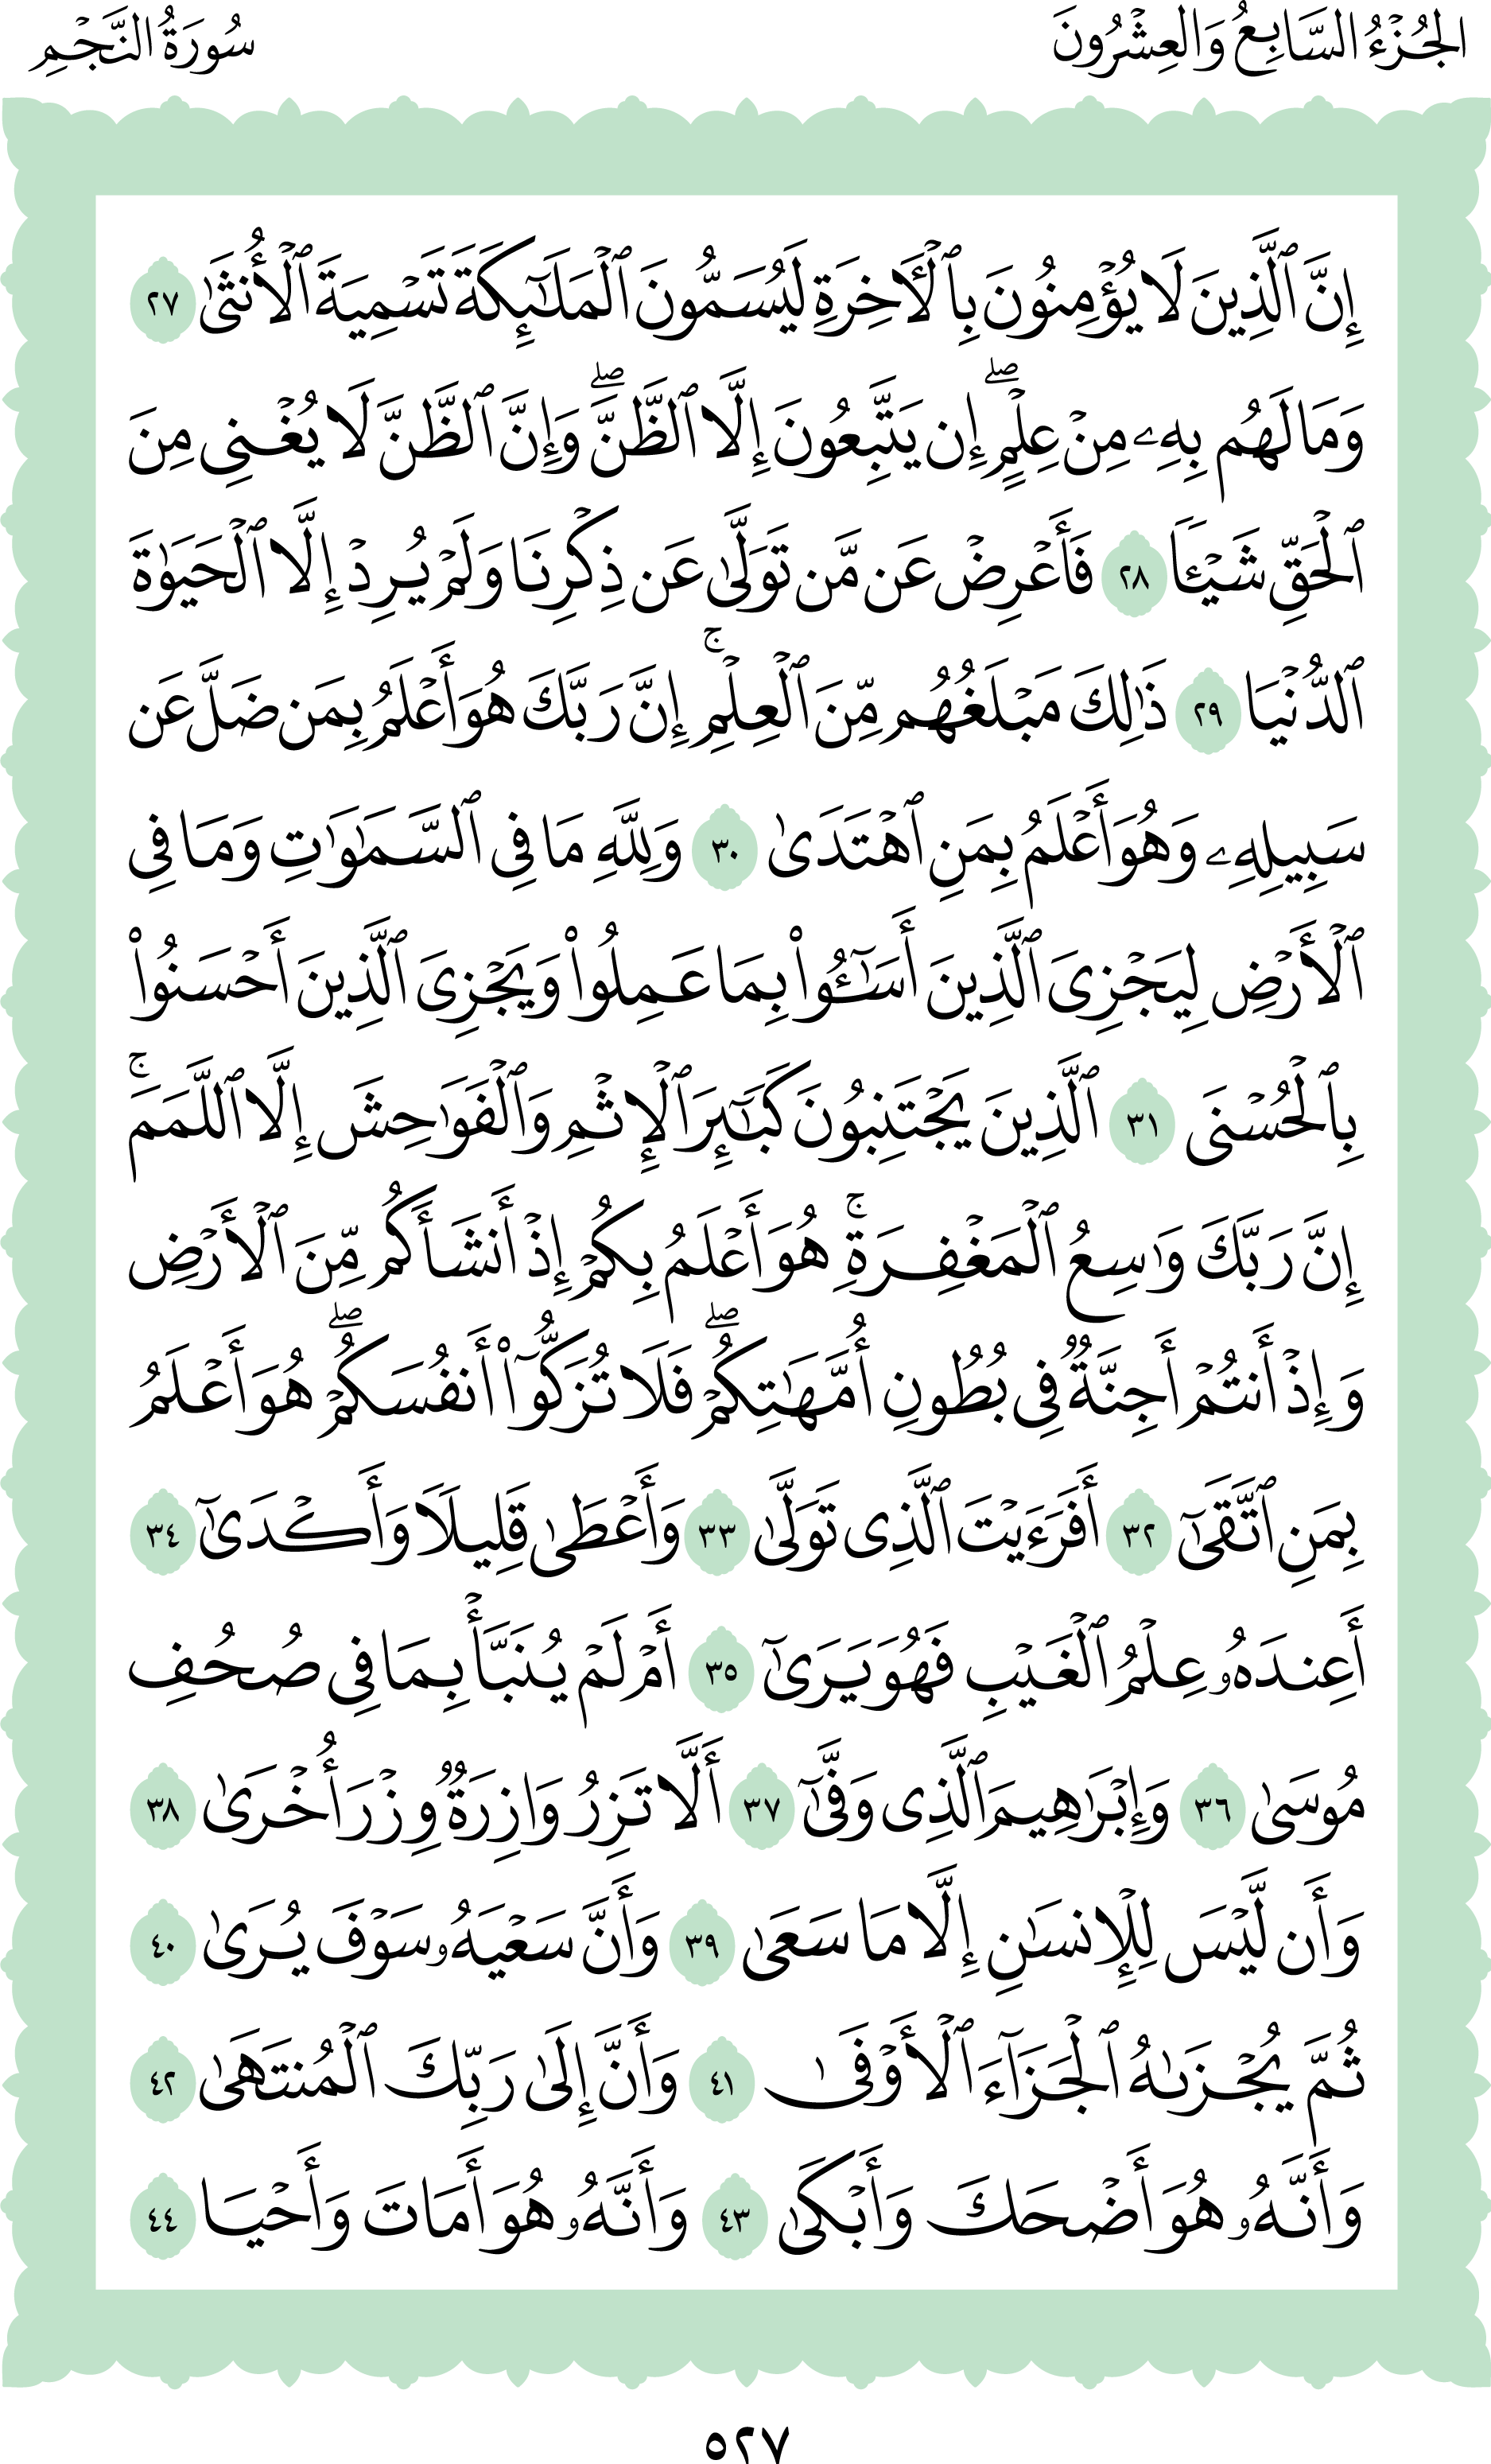 الجُزْءُ السَّابِعُ وَالعِشْرُونَ
سُورَةُ النَّجْمِ
إِنَّ ٱلَّذِينَ لَا يُؤْمِنُونَ بِٱلْأَخِرَةِ لَيُسَمُّونَ ٱلْمَلَٰٓئِكَةَ تَسْمِيَةَ ٱلْأُنثَىٰ ٢٧
وَمَا لَهُم بِهِۦ مِنْ عِلْمٍۖ إِن يَتَّبِعُونَ إِلَّا ٱلظَّنَّۖ وَإِنَّ ٱلظَّنَّ لَا يُغْنِى مِنَ
ٱلْحَقِّ شَيْـًٔا ٢٨ فَأَعْرِضْ عَن مَّن تَوَلَّىٰ عَن ذِكْرِنَا وَلَمْ يُرِدْ إِلَّا ٱلْحَيَوٰةَ
ٱلدُّنْيَا ٢٩ ذَٰلِكَ مَبْلَغُهُم مِّنَ ٱلْعِلْمِۚ إِنَّ رَبَّكَ هُوَ أَعْلَمُ بِمَن ضَلَّ عَن
سَبِيلِهِۦ وَهُوَ أَعْلَمُ بِمَنِ ٱهْتَدَىٰ ٣٠ وَلِلَّهِ مَا فِى ٱلسَّمَٰوَٰتِ وَمَا فِى
ٱلْأَرْضِ لِيَجْزِىَ ٱلَّذِينَ أَسَٰٓـُٔوا۟ بِمَا عَمِلُوا۟ وَيَجْزِىَ ٱلَّذِينَ أَحْسَنُوا۟
بِٱلْحُسْنَى ٣١ ٱلَّذِينَ يَجْتَنِبُونَ كَبَٰٓئِرَ ٱلْإِثْمِ وَٱلْفَوَٰحِشَ إِلَّا ٱللَّمَمَۚ
إِنَّ رَبَّكَ وَٰسِعُ ٱلْمَغْفِرَةِۚ هُوَ أَعْلَمُ بِكُمْ إِذْ أَنشَأَكُم مِّنَ ٱلْأَرْضِ
وَإِذْ أَنتُمْ أَجِنَّةٌ فِى بُطُونِ أُمَّهَٰتِكُمْۖ فَلَا تُزَكُّوٓا۟ أَنفُسَكُمْۖ هُوَ أَعْلَمُ
بِمَنِ ٱتَّقَىٰٓ ٣٢ أَفَرَءَيْتَ ٱلَّذِى تَوَلَّىٰ ٣٣ وَأَعْطَىٰ قَلِيلًا وَأَكْدَىٰٓ ٣٤
أَعِندَهُۥ عِلْمُ ٱلْغَيْبِ فَهُوَ يَرَىٰٓ ٣٥ أَمْ لَمْ يُنَبَّأْ بِمَا فِى صُحُفِ
مُوسَىٰ ٣٦ وَإِبْرَٰهِيمَ ٱلَّذِى وَفَّىٰٓ ٣٧ أَلَّا تَزِرُ وَازِرَةٌ وِزْرَ أُخْرَىٰ ٣٨
وَأَن لَّيْسَ لِلْإِنسَٰنِ إِلَّا مَا سَعَىٰ ٣٩ وَأَنَّ سَعْيَهُۥ سَوْفَ يُرَىٰ ٤٠
ثُمَّ يُجْزَىٰهُ ٱلْجَزَآءَ ٱلْأَوْفَىٰ ٤١ وَأَنَّ إِلَىٰ رَبِّكَ ٱلْمُنتَهَىٰ ٤٢
وَأَنَّهُۥ هُوَ أَضْحَكَ وَأَبْكَىٰ ٤٣ وَأَنَّهُۥ هُوَ أَمَاتَ وَأَحْيَا ٤٤
٥٢٧